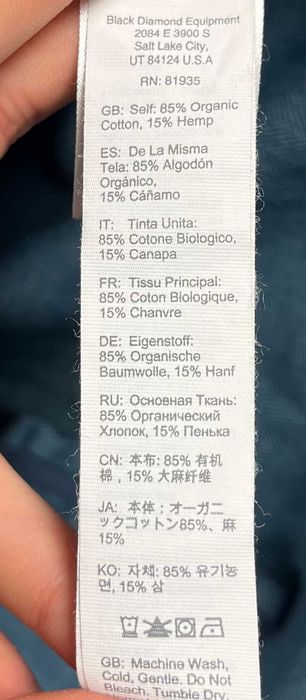 Black Diamond Equipment
2084 E 3900 S
Salt Lake City,
UT 84124 U.S.A
RN: 81935
GB: Self: 85% Organic
Cotton, 15% Hemp
ES: De La Misma
Tela: 85% Algodón
Orgánico,
15% Cáñamo
IT: Tinta Unita:
85% Cotone Biologico,
15% Canapa
FR: Tissu Principal:
85% Coton Biologique,
15% Chanvre
DE: Eigenstoff:
85% Organische
Baumwolle, 15% Hanf
RU: Основная Ткань:
85% Органический
Хлопок, 15% Пенька
CN: 本布: 85% 有机
棉 , 15% 大麻纤维
JA: 本体 : オーガニ
ックコットン85%、麻
15%
KO: 자체: 85% 유기농
면, 15% 삼
GB: Machine Wash,
Cold, Gentle. Do Not
Bleach. Tumble Dry,